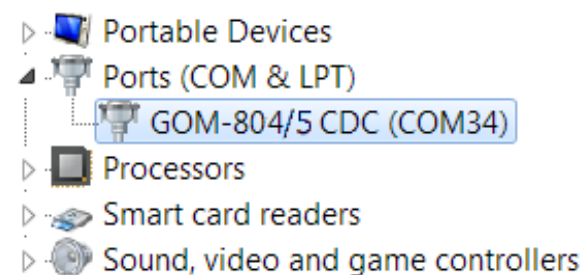 Portable Devices
Ports (COM & LPT)
GOM-804/5 CDC (COM34)
Processors
Smart card readers
Sound, video and game controllers